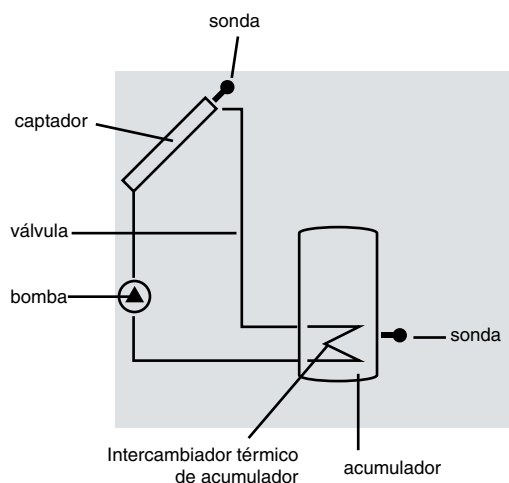 sonda
captador
válvula
bomba
sonda
Intercambiador térmico
de acumulador
acumulador